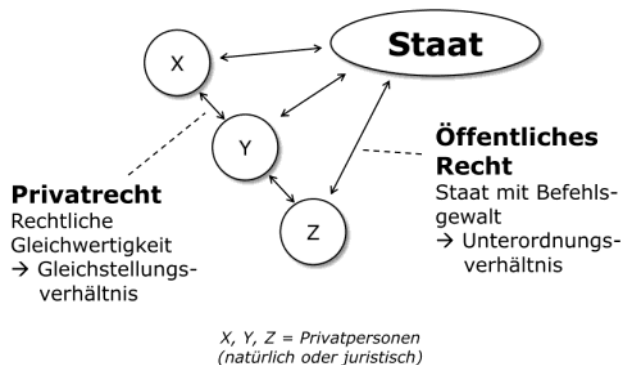 Staat
X
Y
Z
Privatrecht
Rechtliche
Gleichwertigkeit
→ Gleichstellungs-
verhältnis
Öffentliches
Recht
Staat mit Befehls-
gewalt
→ Unterordnungs-
verhältnis
X, Y, Z = Privatpersonen
(natürlich oder juristisch)